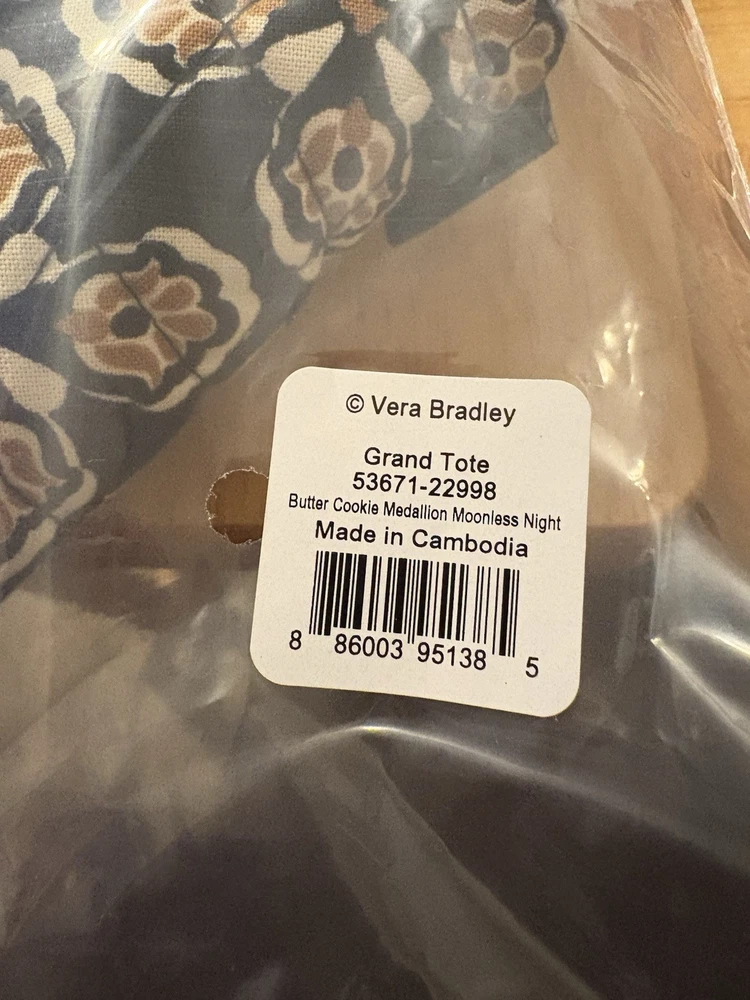 © Vera Bradley
Grand Tote
53671-22998
Butter Cookie Medallion Moonless Night
Made in Cambodia
8 86003 95138 5